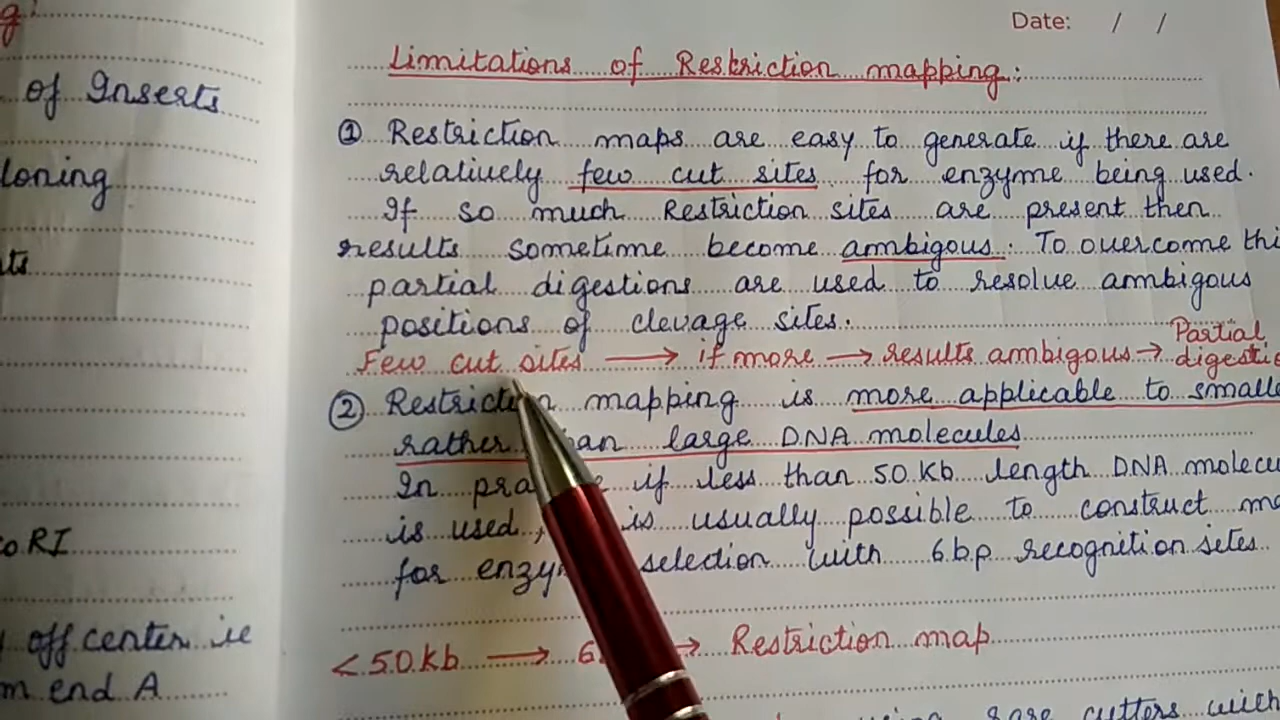 g:
of Inserts
loning
ts
co RI
off center ie
m end A
Date: / /
Limitations of Restriction mapping:
① Restriction maps are easy to generate if there are
relatively few cut sites for enzyme being used.
If so much Restriction sites are present then
results sometime become ambigous. To overcome thi
partial digestions are used to resolve ambigous
positions of clevage sites.
Few cut sites → if more → results ambigous → Partial digesti
② Restriction mapping is more applicable to smalle
rather an large DNA molecules
In pra if less than 50 Kb length DNA molecu
is used, is usually possible to construct ma
for enzy selection with 6 b.p recognition sites
< 50 kb → 6 → Restriction map
rare cutters with